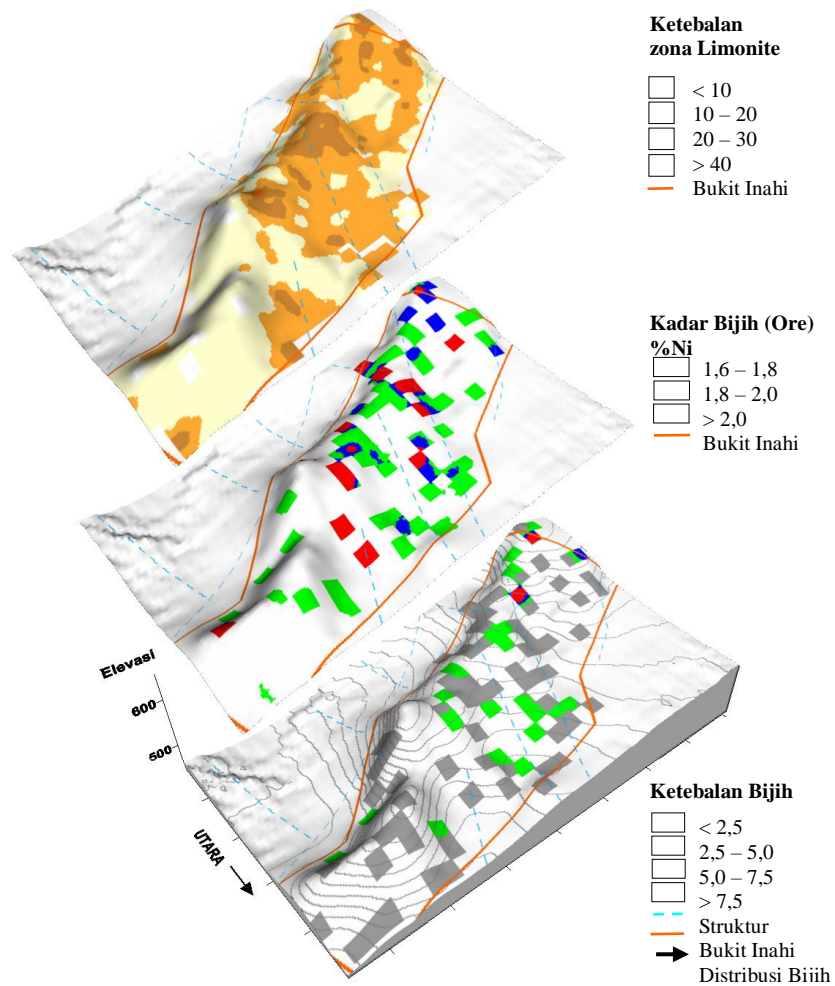 Ketebalan
zona Limonite
< 10
10 – 20
20 – 30
> 40
Bukit Inahi
Kadar Bijih (Ore)
%Ni
1,6 – 1,8
1,8 – 2,0
> 2,0
Bukit Inahi
Elevasi
600
500
UTARA
Ketebalan Bijih
< 2,5
2,5 – 5,0
5,0 – 7,5
> 7,5
Struktur
Bukit Inahi
Distribusi Bijih